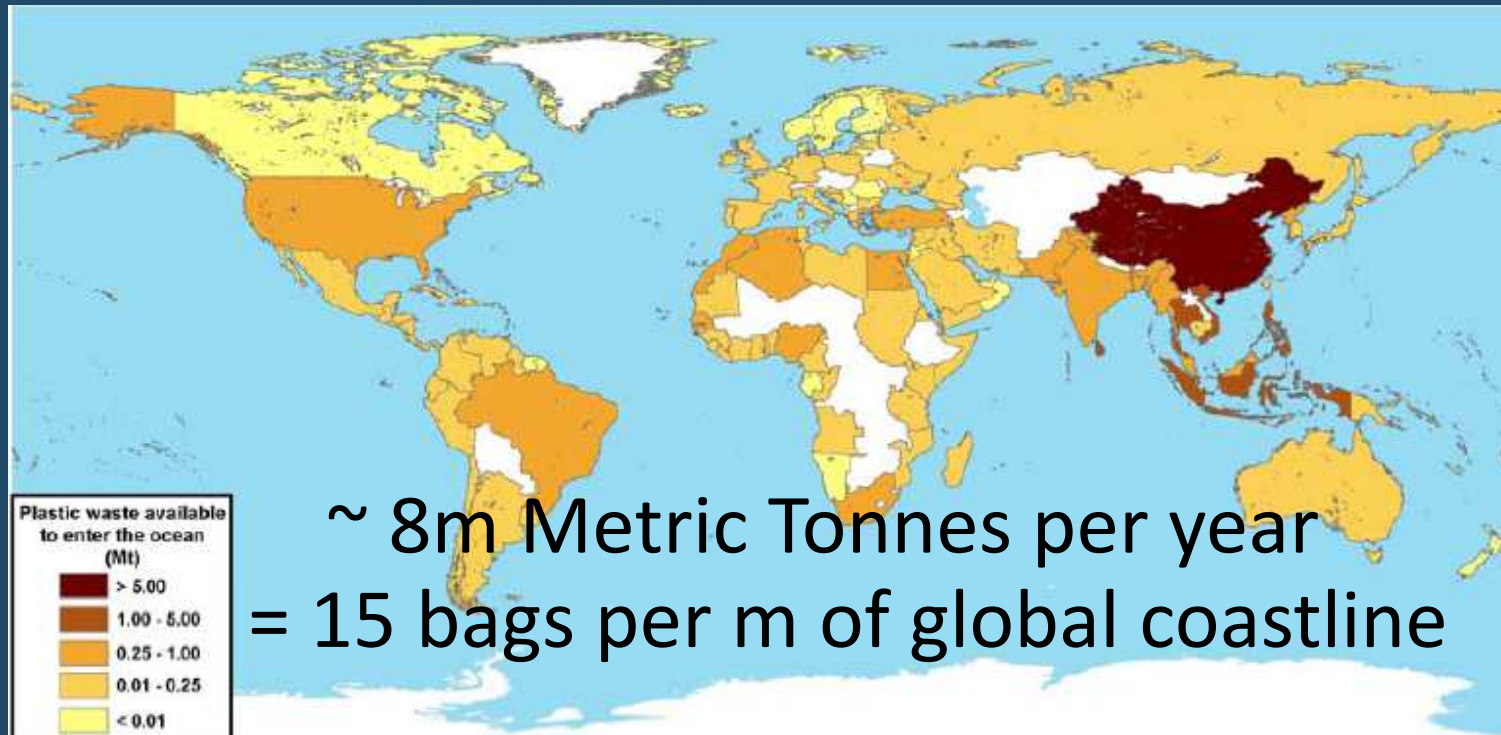 ~ 8m Metric Tonnes per year
= 15 bags per m of global coastline
Plastic waste available
to enter the ocean
(Mt)
> 5.00
1.00 - 5.00
0.25 - 1.00
0.01 - 0.25
< 0.01